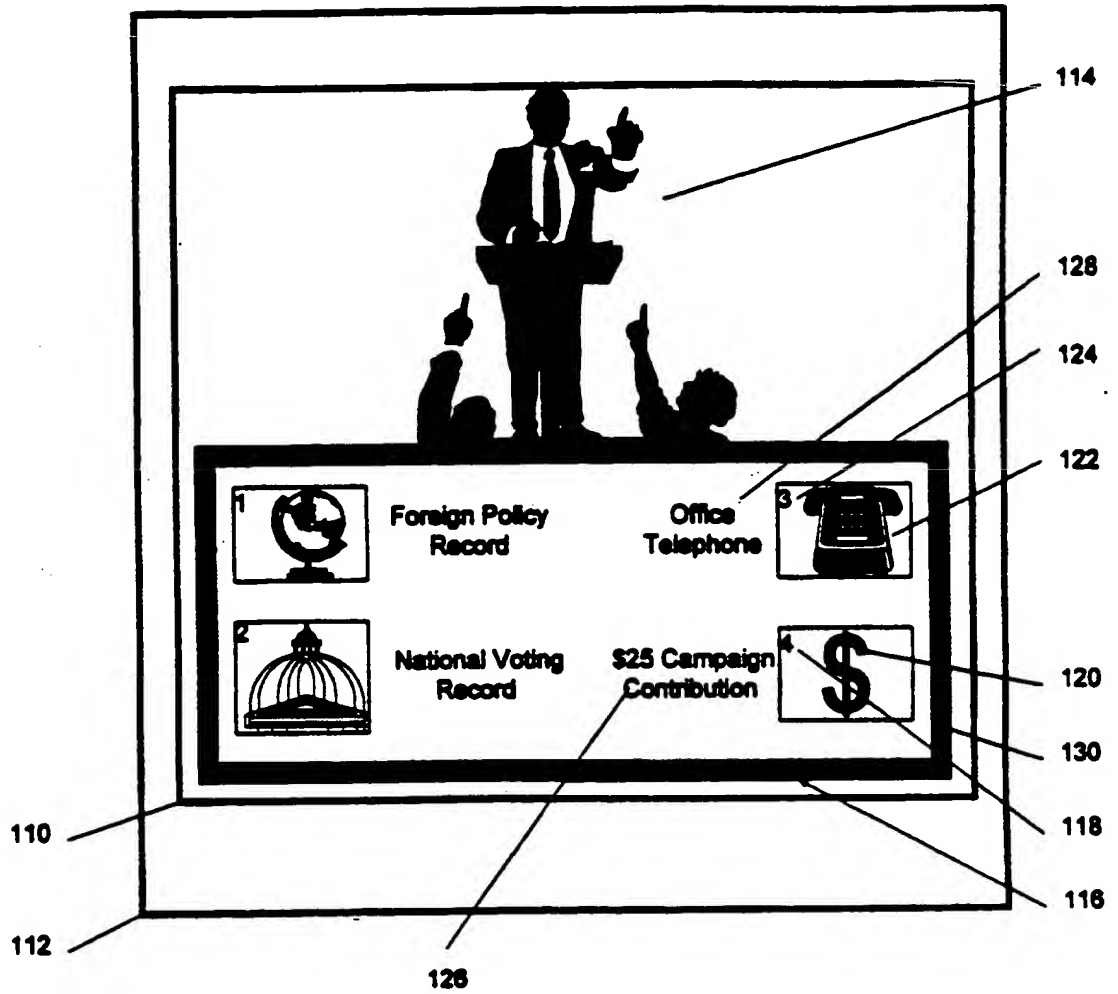 114
128
124
122
1
Foreign Policy
Record
Office
Telephone
3
2
National Voting
Record
$25 Campaign
Contribution
4
120
130
110
118
116
112
126